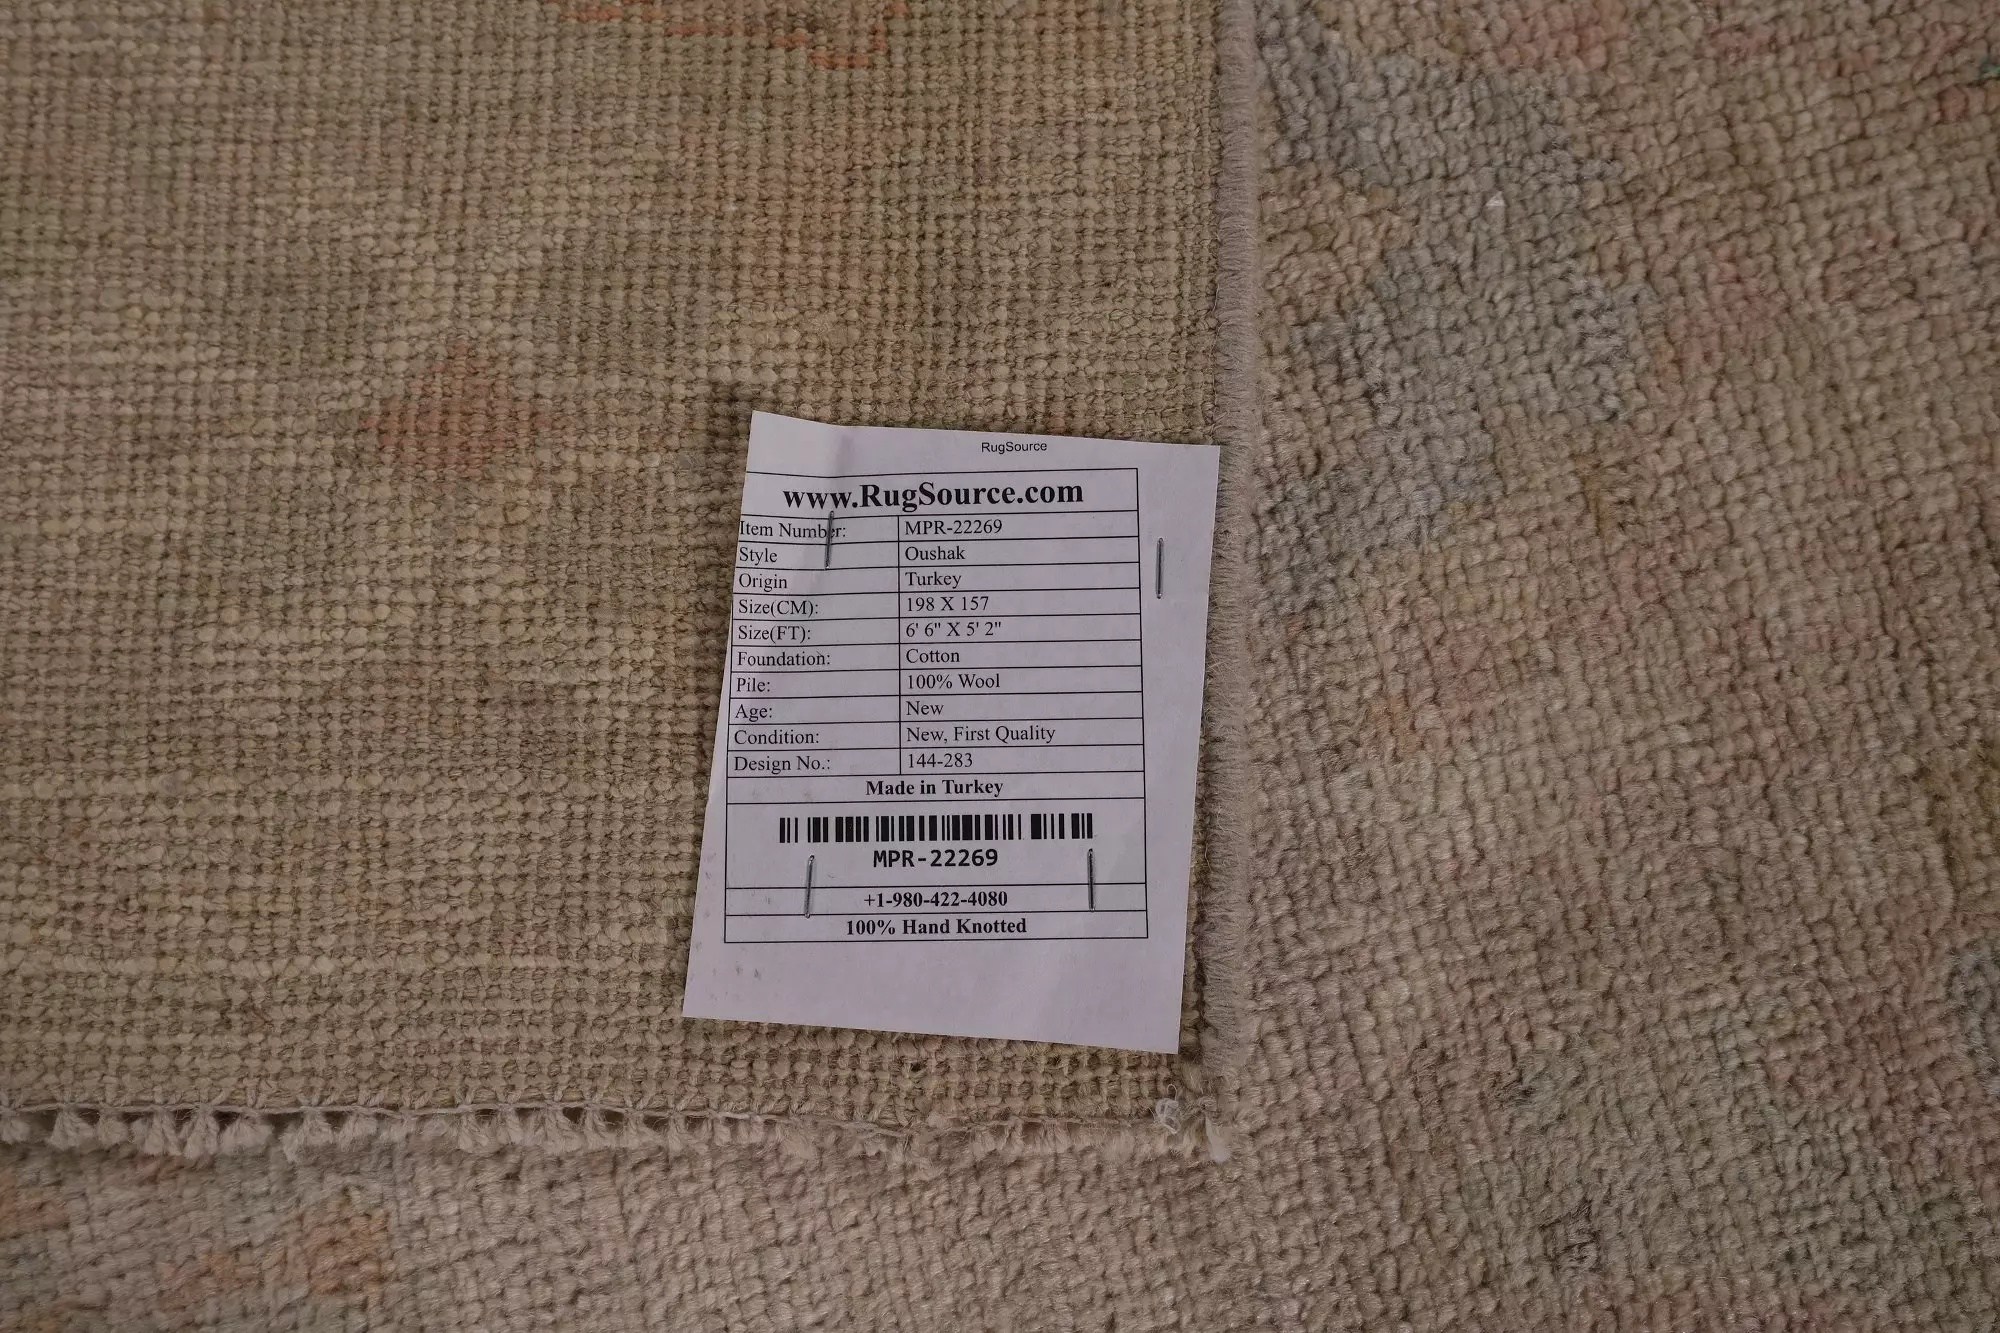 RugSource
www.RugSource.com
Item Number: MPR-22269
Style Oushak
Origin Turkey
Size(CM): 198 X 157
Size(FT): 6' 6" X 5' 2"
Foundation: Cotton
Pile: 100% Wool
Age: New
Condition: New, First Quality
Design No.: 144-283
Made in Turkey
MPR-22269
+1-980-422-4080
100% Hand Knotted